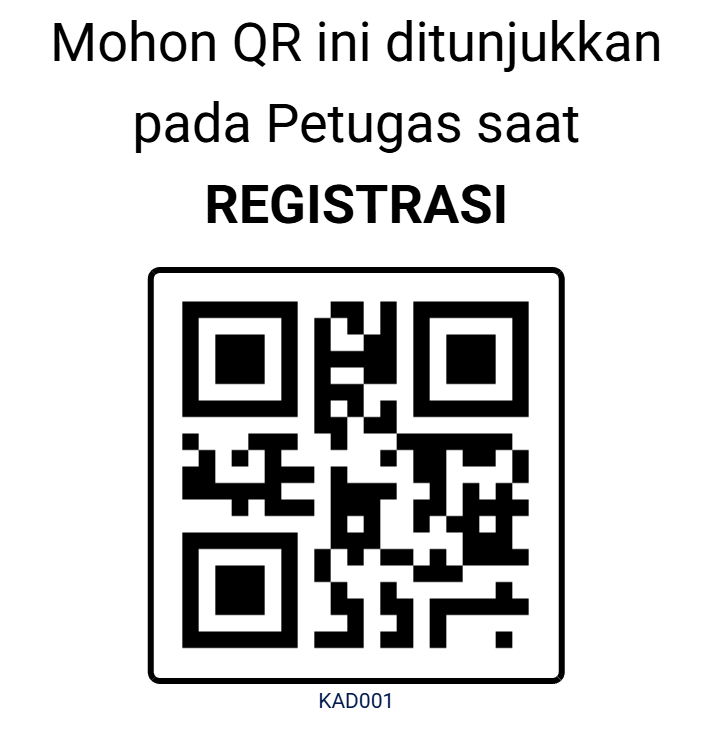 Mohon QR ini ditunjukkan
pada Petugas saat
REGISTRASI
KAD001